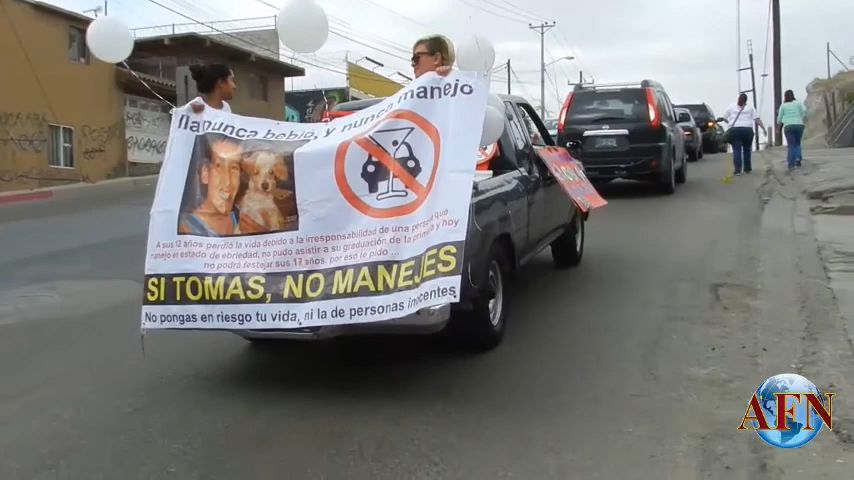 nunca bebió, y nunca manejo
A sus 12 años perdió la vida debido a la irresponsabilidad de una persona que
manejo en estado de ebriedad, no pudo asistir a su graduación de la primaria y hoy
no podrá festejar sus 17 años, por eso le pido
SI TOMAS, NO MANEJES
No pongas en riesgo tu vida, ni la de personas inocentes
AFN